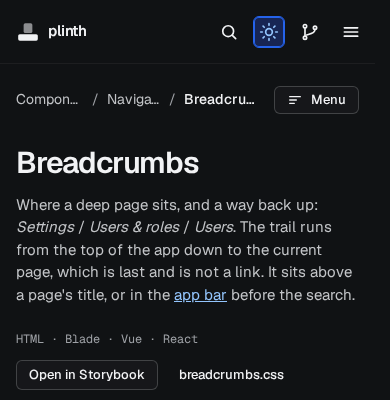 plinth
Compon... / Naviga... / Breadcru... Menu
Breadcrumbs
Where a deep page sits, and a way back up:
Settings / Users & roles / Users. The trail runs
from the top of the app down to the current
page, which is last and is not a link. It sits above
a page's title, or in the app bar before the search.
HTML · Blade · Vue · React
Open in Storybook breadcrumbs.css